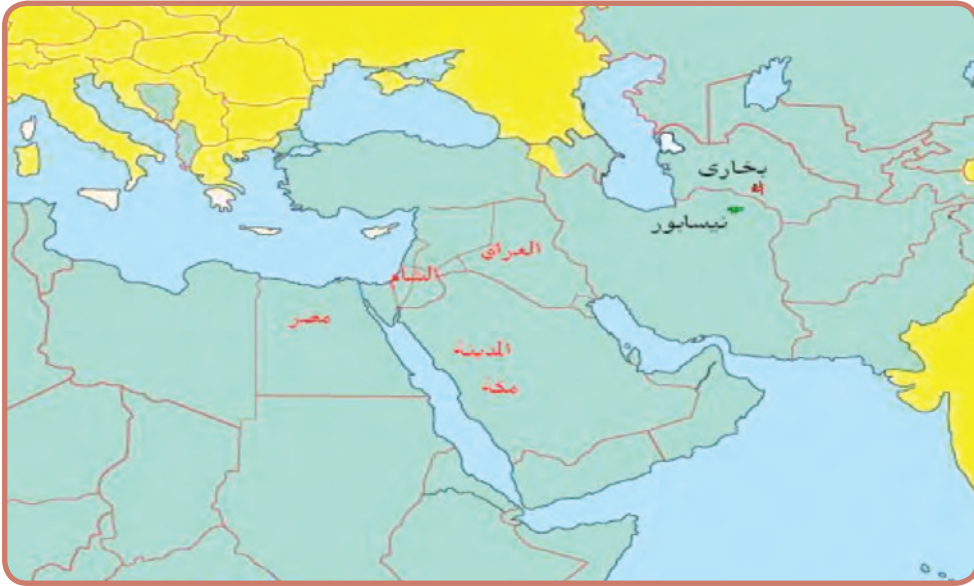 بخارى
نيسابور
العراق
الشام
مصر
المدينة
مكة